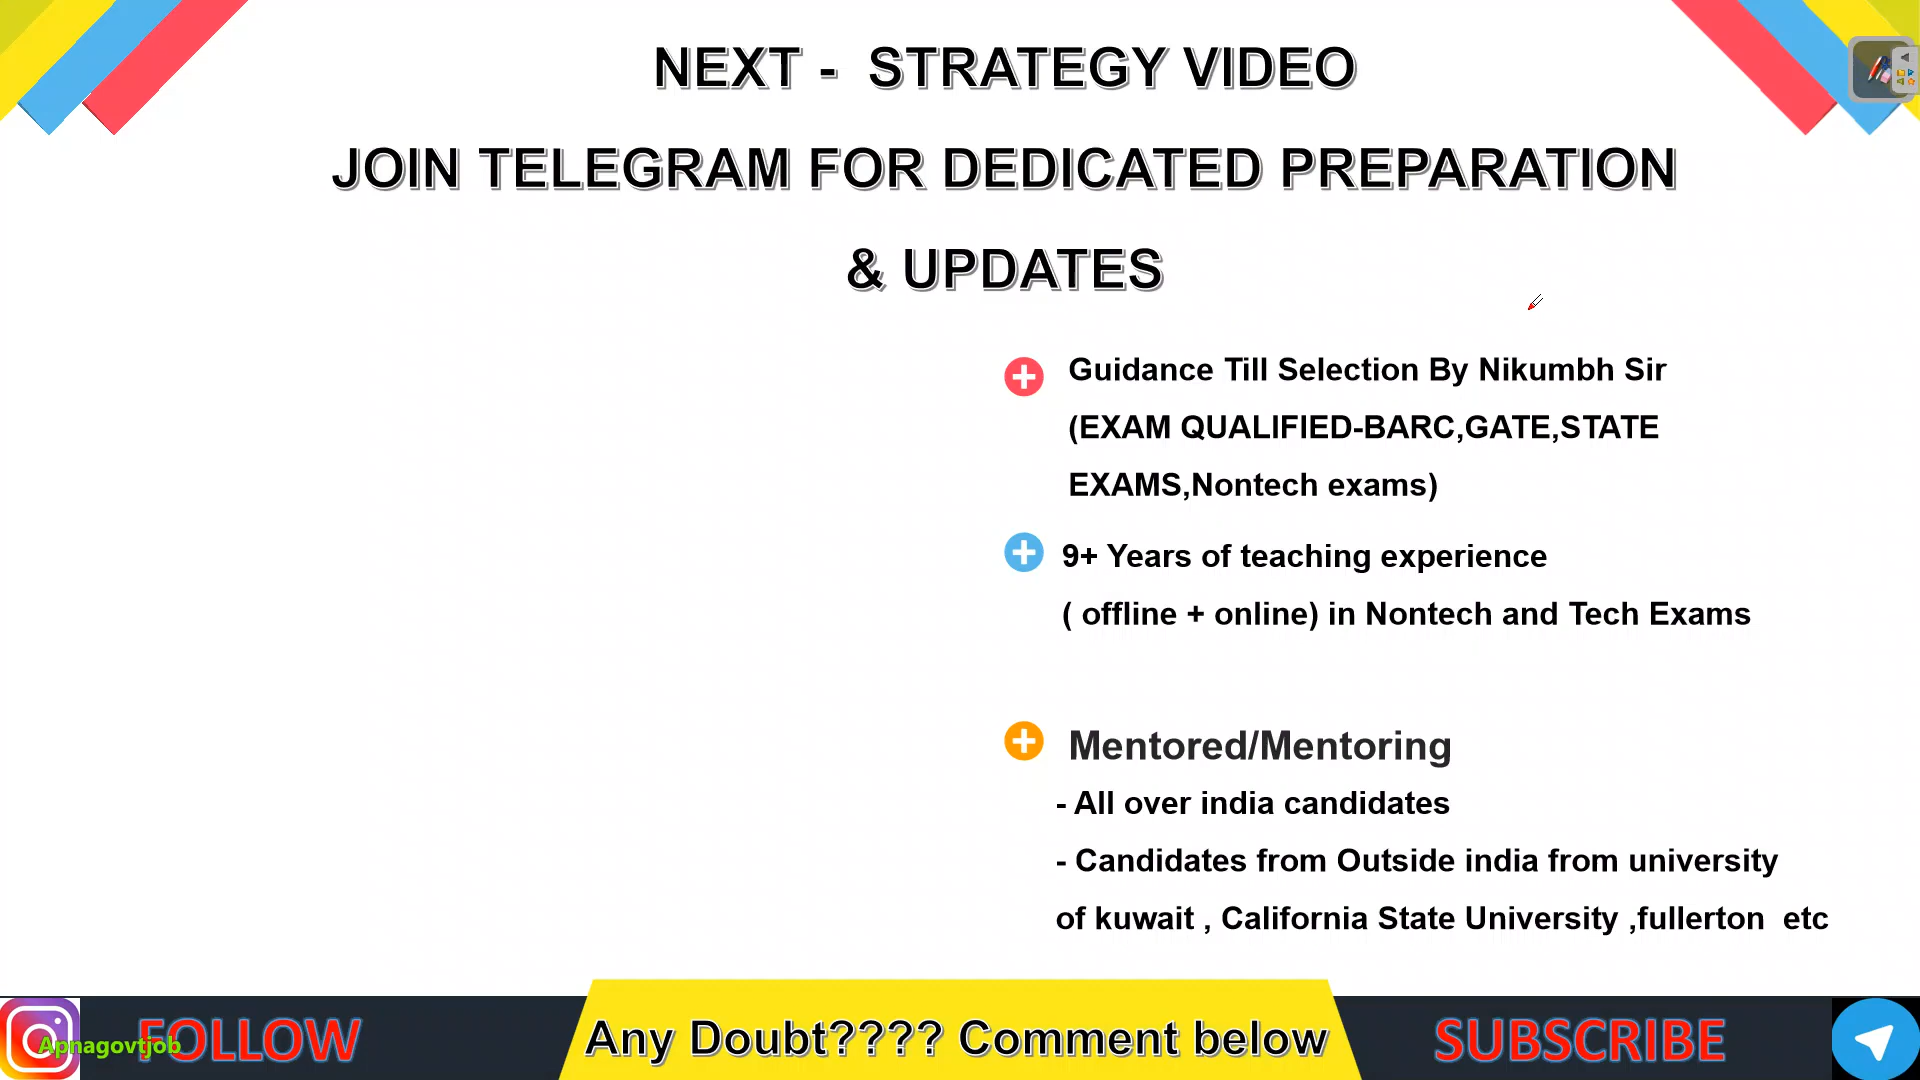 NEXT - STRATEGY VIDEO
JOIN TELEGRAM FOR DEDICATED PREPARATION
& UPDATES
Guidance Till Selection By Nikumbh Sir
(EXAM QUALIFIED-BARC,GATE,STATE
EXAMS,Nontech exams)
9+ Years of teaching experience
( offline + online) in Nontech and Tech Exams
Mentored/Mentoring
- All over india candidates
- Candidates from Outside india from university
of kuwait , California State University ,fullerton etc
FOLLOW
Apnagovtjob
Any Doubt???? Comment below
SUBSCRIBE